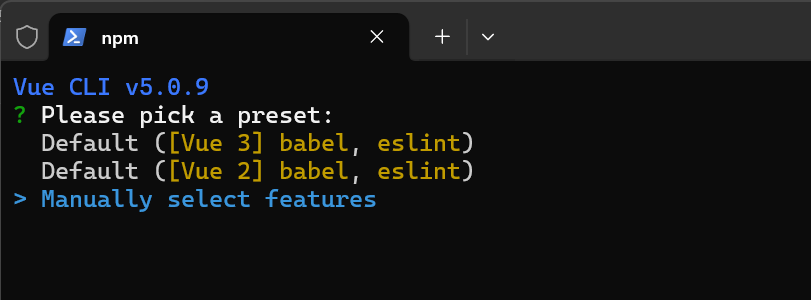 npm
Vue CLI v5.0.9
? Please pick a preset:
Default ([Vue 3] babel, eslint)
Default ([Vue 2] babel, eslint)
> Manually select features